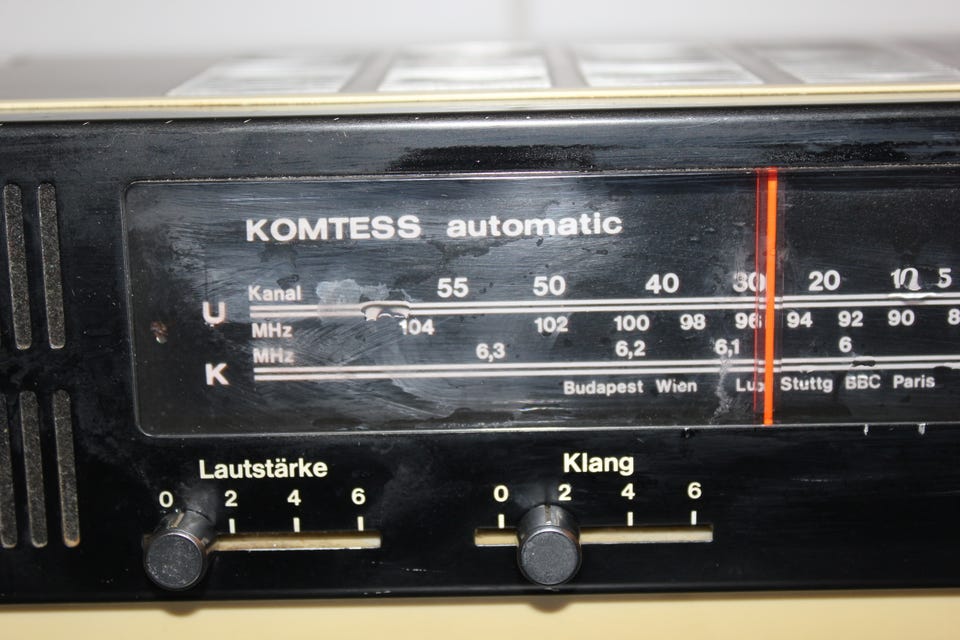 KOMTESS automatic
Kanal 55 50 40 30 20 10 5
U
MHz 104 102 100 98 96 94 92 90
MHz 6,3 6,2 6,1 6
K
Budapest Wien Stuttg BBC Paris
Lautstärke Klang
0 2 4 6 0 2 4 6